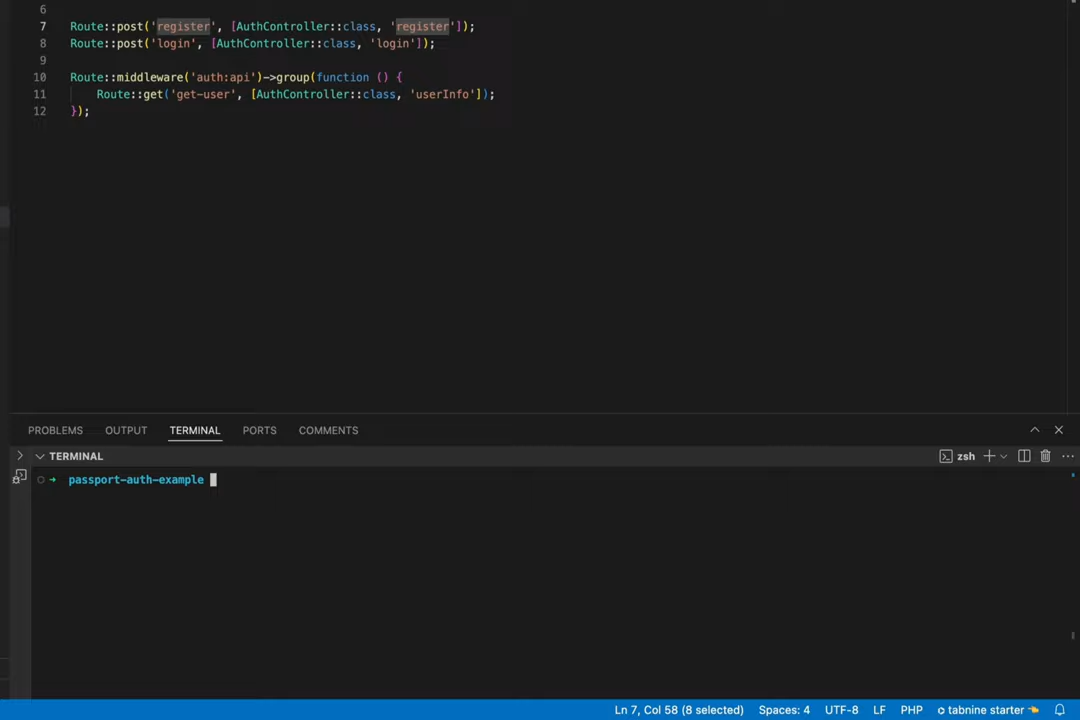 6
7 Route::post('register', [AuthController::class, 'register']);
8 Route::post('login', [AuthController::class, 'login']);
9
10 Route::middleware('auth:api')->group(function () {
11 Route::get('get-user', [AuthController::class, 'userInfo']);
12 });
PROBLEMS OUTPUT TERMINAL PORTS COMMENTS
TERMINAL zsh
passport-auth-example
Ln 7, Col 58 (8 selected) Spaces: 4 UTF-8 LF PHP tabnine starter